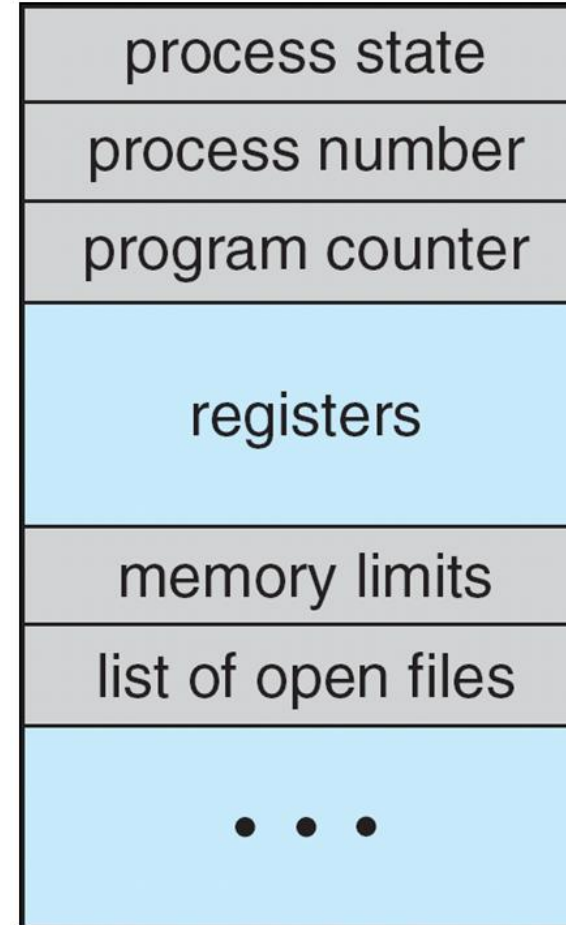 process state
process number
program counter
registers
memory limits
list of open files
• • •